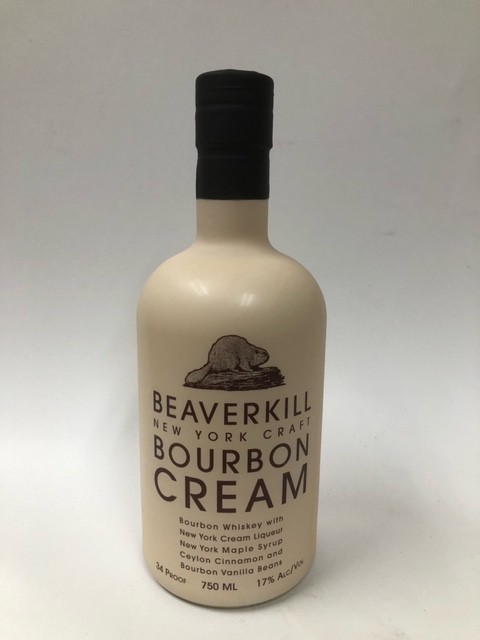 BEAVERKILL
NEW YORK CRAFT
BOURBON
CREAM
Bourbon Whiskey with
New York Cream Liqueur
New York Maple Syrup
Ceylon Cinnamon and
Bourbon Vanilla Beans
34 PROOF 750 ML 17% ALC/VOL